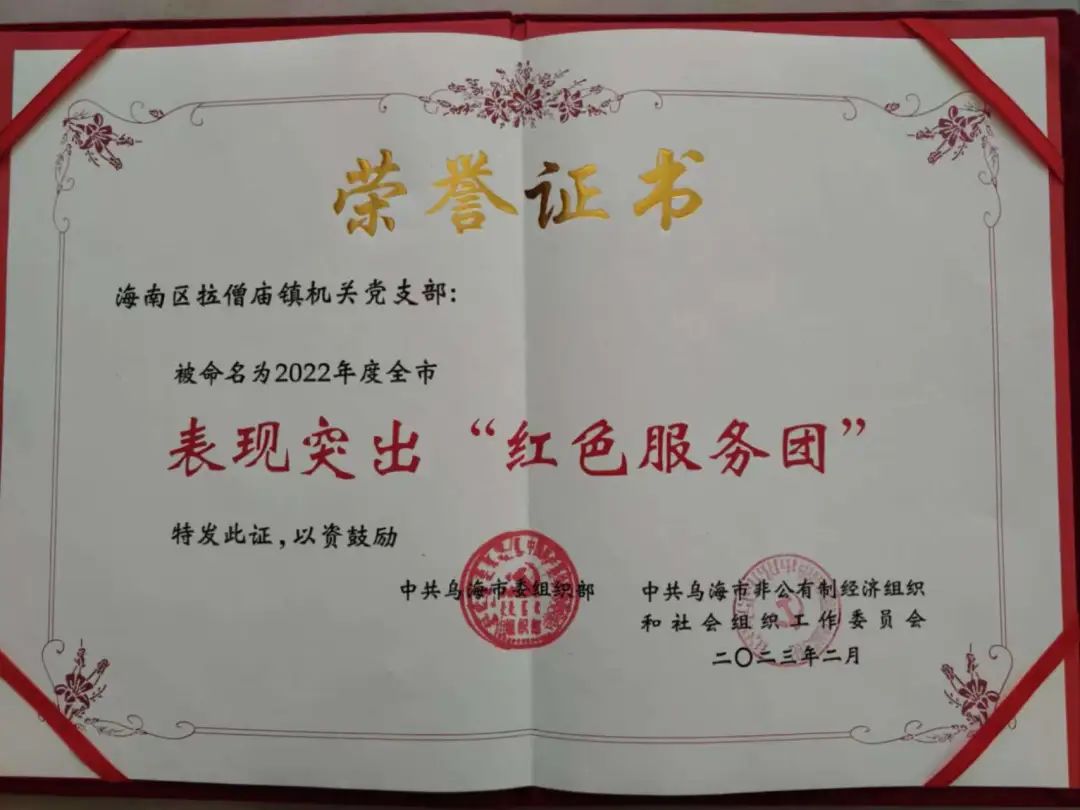 荣誉证书
海南区拉僧庙镇机关党支部:
被命名为2022年度全市
表现突出“红色服务团”
特发此证,以资鼓励
中共乌海市委组织部
中共乌海市非公有制经济组织
和社会组织工作委员会
二〇二三年二月
组织部